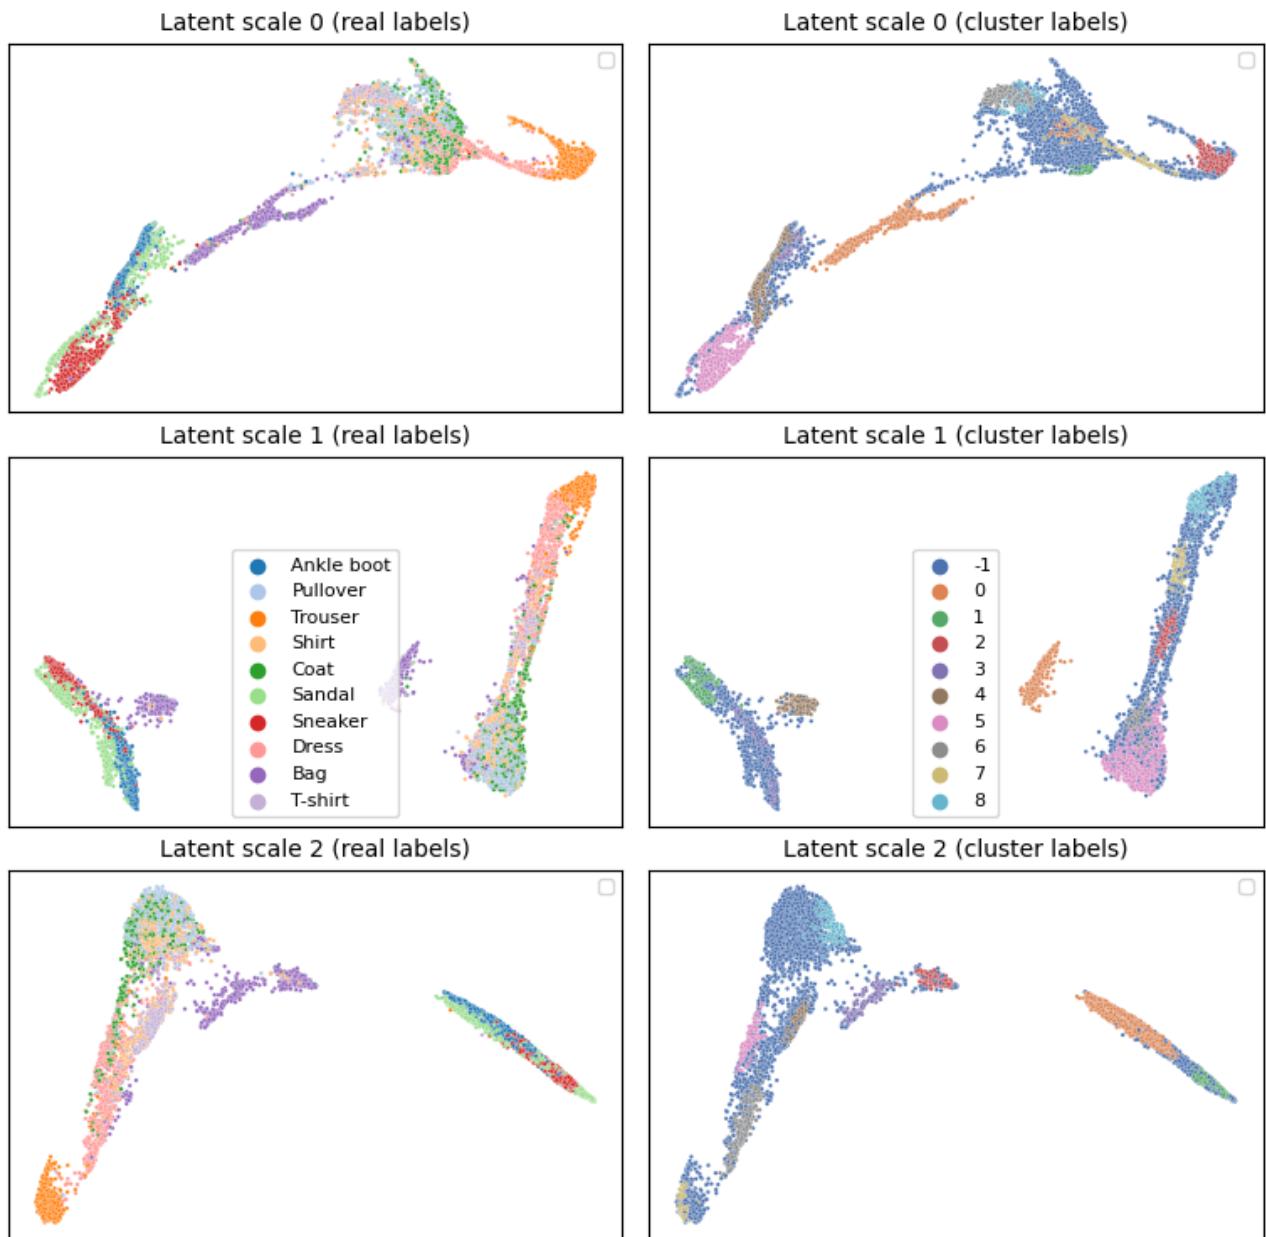 Latent scale 0 (real labels)
Latent scale 0 (cluster labels)
Latent scale 1 (real labels)
Latent scale 1 (cluster labels)
Ankle boot
Pullover
Trouser
Shirt
Coat
Sandal
Sneaker
Dress
Bag
T-shirt
-1
0
1
2
3
4
5
6
7
8
Latent scale 2 (real labels)
Latent scale 2 (cluster labels)